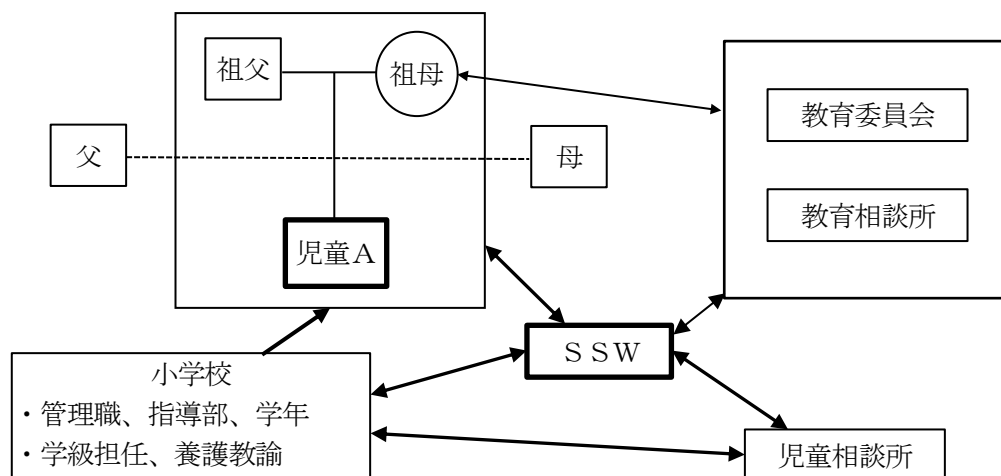 祖父
祖母
教育委員会
父
母
教育相談所
児童Ａ
ＳＳＷ
小学校
・管理職、指導部、学年
・学級担任、養護教諭
児童相談所